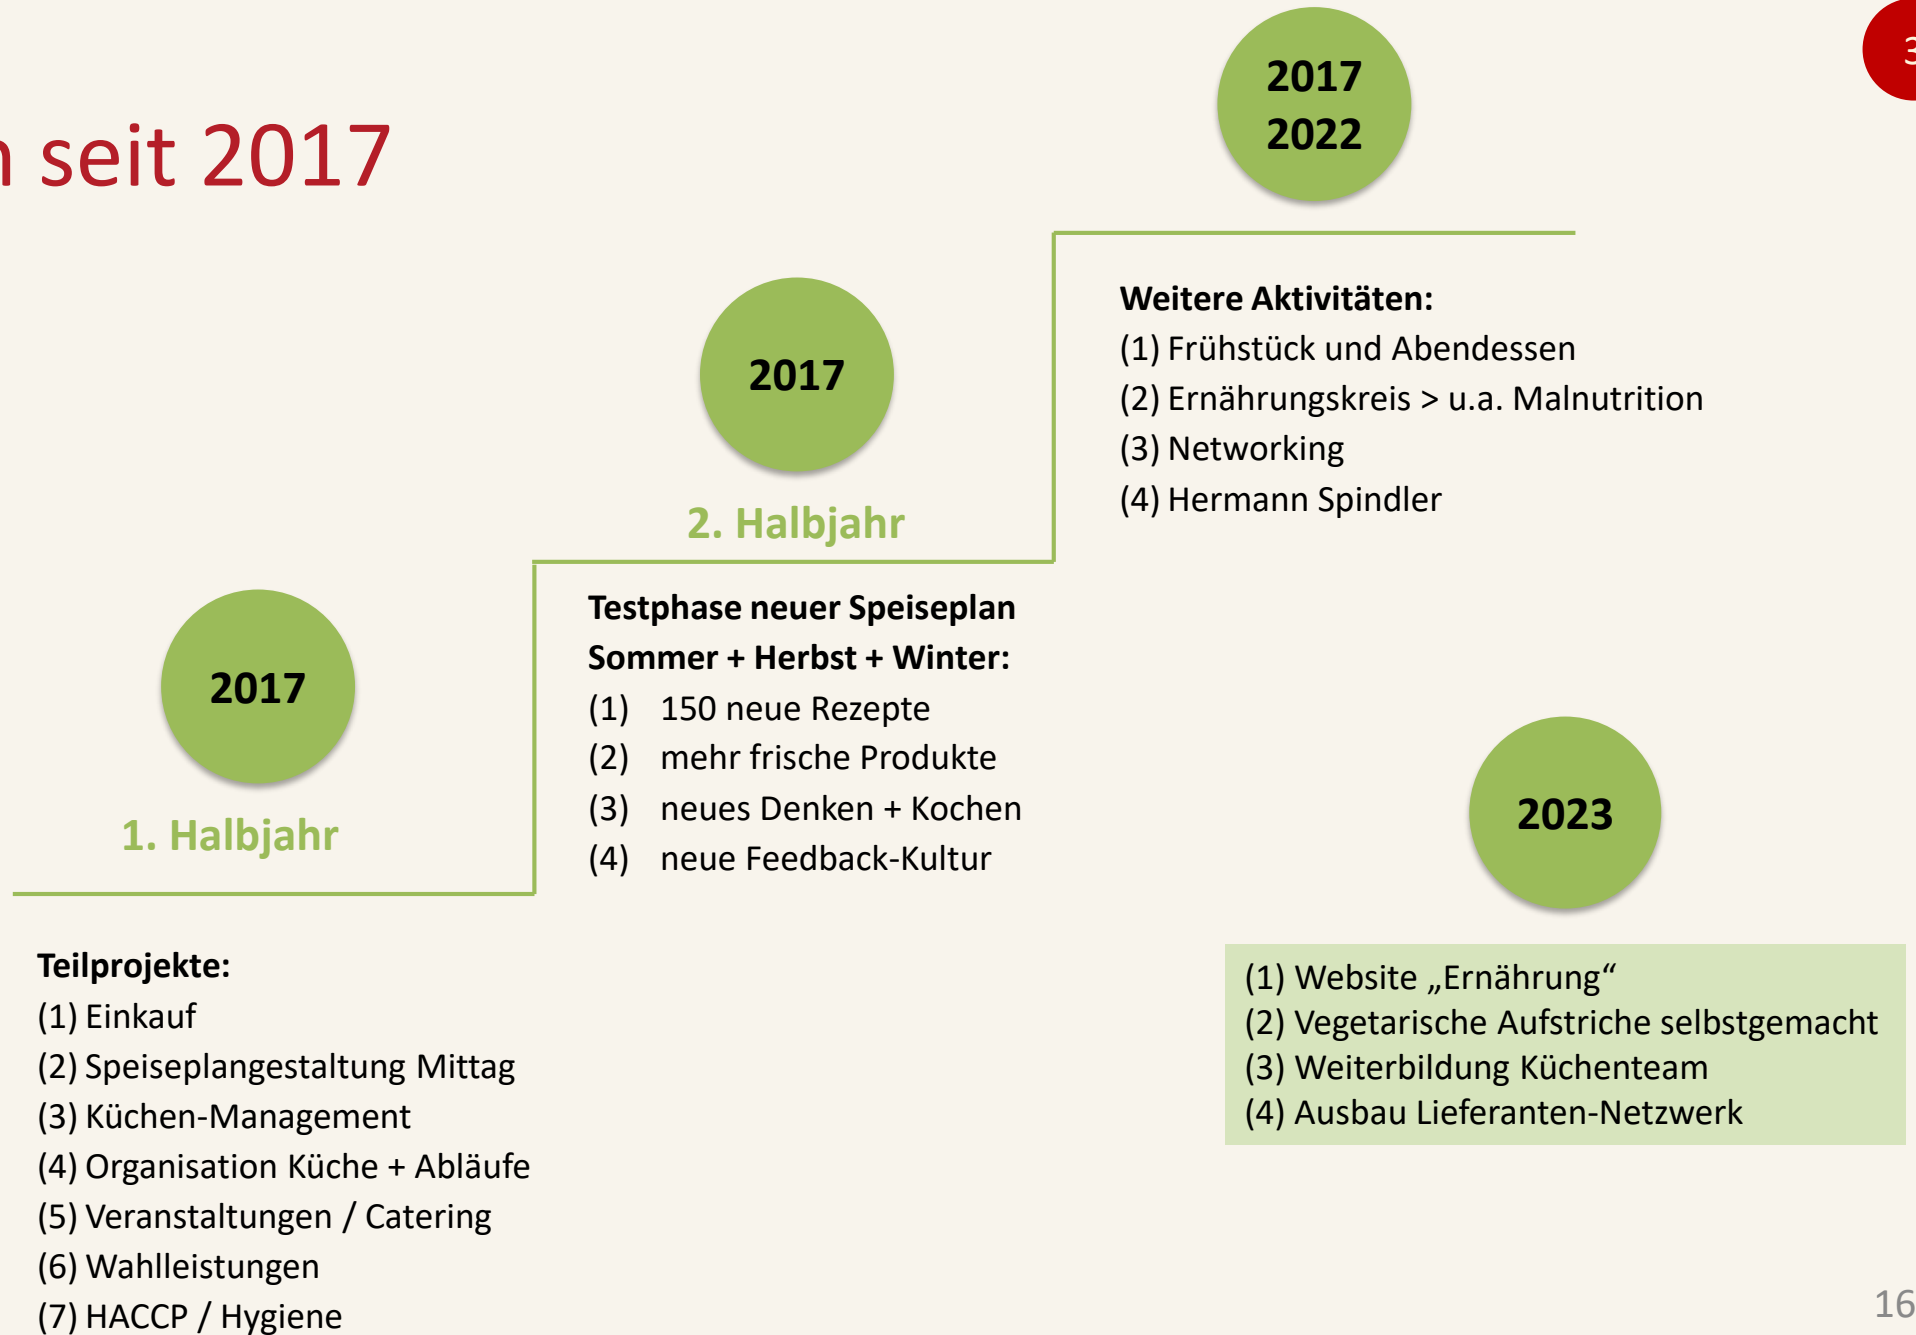 n seit 2017
3
2017
2022
Weitere Aktivitäten:
(1) Frühstück und Abendessen
(2) Ernährungskreis > u.a. Malnutrition
(3) Networking
(4) Hermann Spindler
2017
2. Halbjahr
Testphase neuer Speiseplan
Sommer + Herbst + Winter:
(1) 150 neue Rezepte
(2) mehr frische Produkte
(3) neues Denken + Kochen
(4) neue Feedback-Kultur
2017
1. Halbjahr
Teilprojekte:
(1) Einkauf
(2) Speiseplangestaltung Mittag
(3) Küchen-Management
(4) Organisation Küche + Abläufe
(5) Veranstaltungen / Catering
(6) Wahlleistungen
(7) HACCP / Hygiene
2023
(1) Website „Ernährung“
(2) Vegetarische Aufstriche selbstgemacht
(3) Weiterbildung Küchenteam
(4) Ausbau Lieferanten-Netzwerk
16